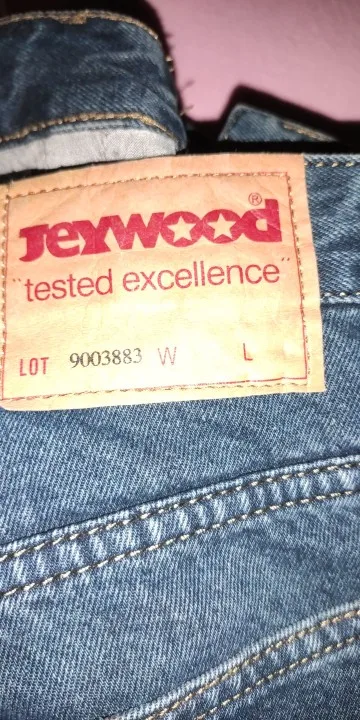 JEYWOOD®
"tested excellence"
LOT 9003883 W L